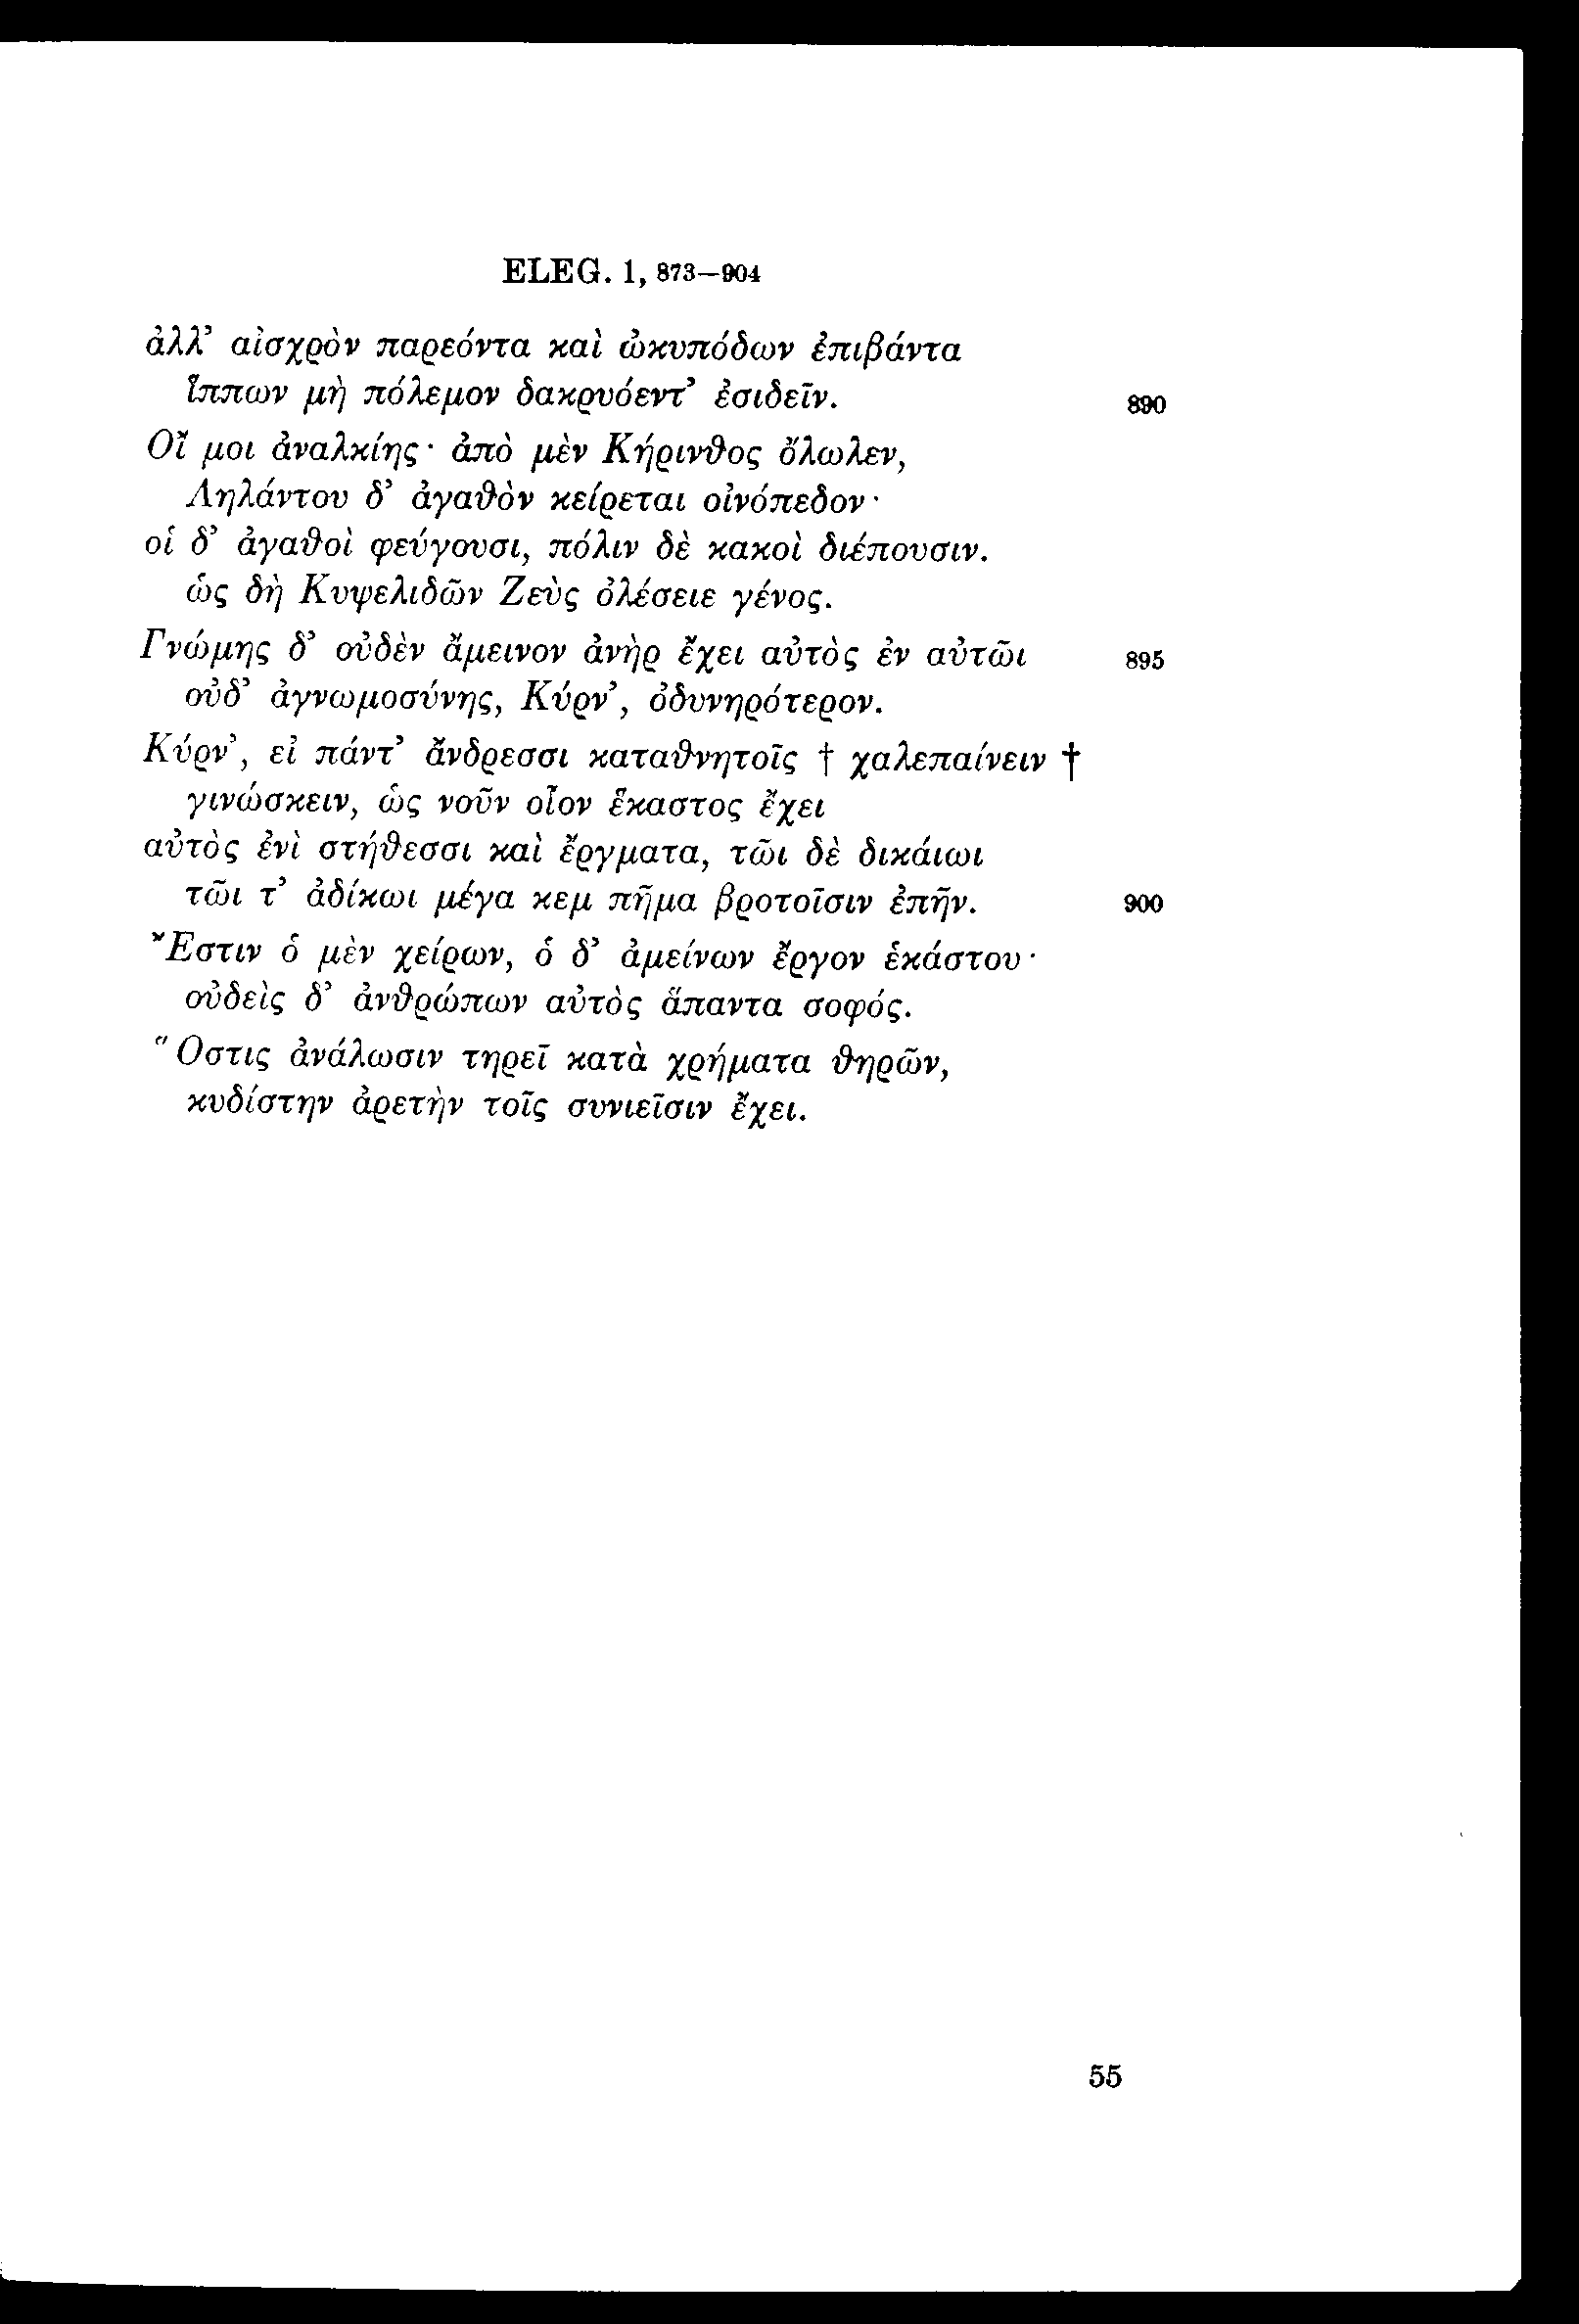 ELEG. 1, 873—904
ἀλλ’ αἰσχρὸν παρεόντα καὶ ὠκυπόδων ἐπιβάντα
ἵππων μὴ πόλεμον δακρυόεντ’ ἐσιδεῖν. 890
Οἴ μοι ἀναλκίης· ἀπὸ μὲν Κήρινθος ὄλωλεν,
Ληλάντου δ’ ἀγαθὸν κείρεται οἰνόπεδον·
οἱ δ’ ἀγαθοὶ φεύγουσι, πόλιν δὲ κακοὶ διέπουσιν.
ὡς δὴ Κυψελιδῶν Ζεὺς ὀλέσειε γένος.
Γνώμης δ’ οὐδὲν ἄμεινον ἀνὴρ ἔχει αὐτὸς ἐν αὐτῶι 895
οὐδ’ ἀγνωμοσύνης, Κύρν’, ὀδυνηρότερον.
Κύρν’, εἰ πάντ’ ἄνδρεσσι καταθνητοῖς † χαλεπαίνειν †
γινώσκειν, ὡς νοῦν οἷον ἕκαστος ἔχει
αὐτὸς ἐνὶ στήθεσσι καὶ ἔργματα, τῶι δὲ δικάιωι
τῶι τ’ ἀδίκωι μέγα κεμ πῆμα βροτοῖσιν ἐπῆν. 900
Ἔστιν ὁ μὲν χείρων, ὁ δ’ ἀμείνων ἔργον ἑκάστου·
οὐδεὶς δ’ ἀνθρώπων αὐτὸς ἅπαντα σοφός.
Ὅστις ἀνάλωσιν τηρεῖ κατὰ χρήματα θηρῶν,
κυδίστην ἀρετὴν τοῖς συνιεῖσιν ἔχει.
55